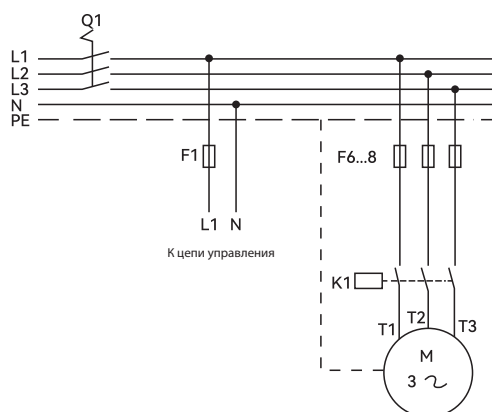 Q1
L1
L2
L3
N
PE
F1
F6...8
L1 N
К цепи управления
K1
T1
T2
T3
M
3